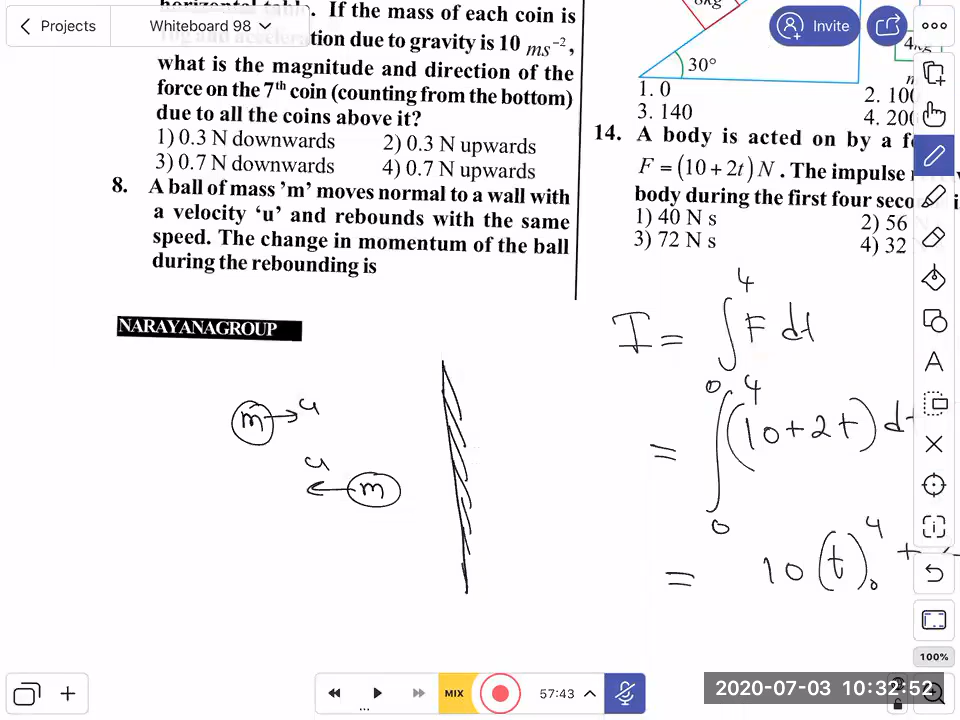 Projects
Whiteboard 98
Invite
If the mass of each coin is
tion due to gravity is 10 ms⁻²,
what is the magnitude and direction of the
force on the 7ᵗʰ coin (counting from the bottom)
due to all the coins above it?
1) 0.3 N downwards 2) 0.3 N upwards
3) 0.7 N downwards 4) 0.7 N upwards
8. A ball of mass 'm' moves normal to a wall with
a velocity 'u' and rebounds with the same
speed. The change in momentum of the ball
during the rebounding is
NARAYANAGROUP
m u
u m
30°
1. 0 2. 100
3. 140 4. 200
14. A body is acted on by a fo
F = (10 + 2t) N . The impulse
body during the first four seco
1) 40 N s 2) 56
3) 72 N s 4) 32
I = ∫₀⁴ F dt
= ∫₀⁴ (10+2t) dt
= 10 (t)₀⁴ +
100%
MIX
57:43
2020-07-03 10:32:52